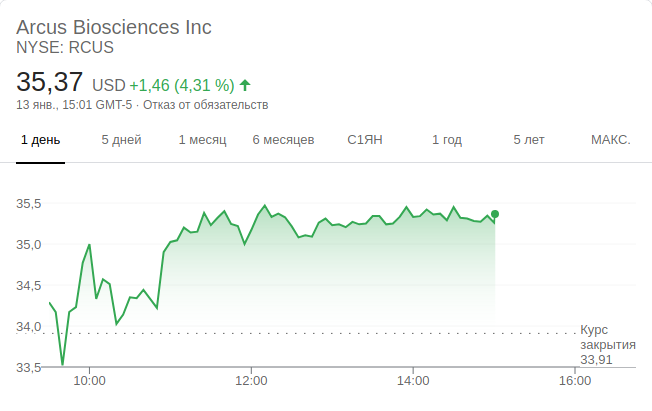 Arcus Biosciences Inc
NYSE: RCUS
35,37 USD +1,46 (4,31 %)
13 янв., 15:01 GMT-5 · Отказ от обязательств
1 день 5 дней 1 месяц 6 месяцев С1ЯН 1 год 5 лет МАКС.
35,5
35,0
34,5
34,0
33,5
Курс
закрытия
33,91
10:00 12:00 14:00 16:00